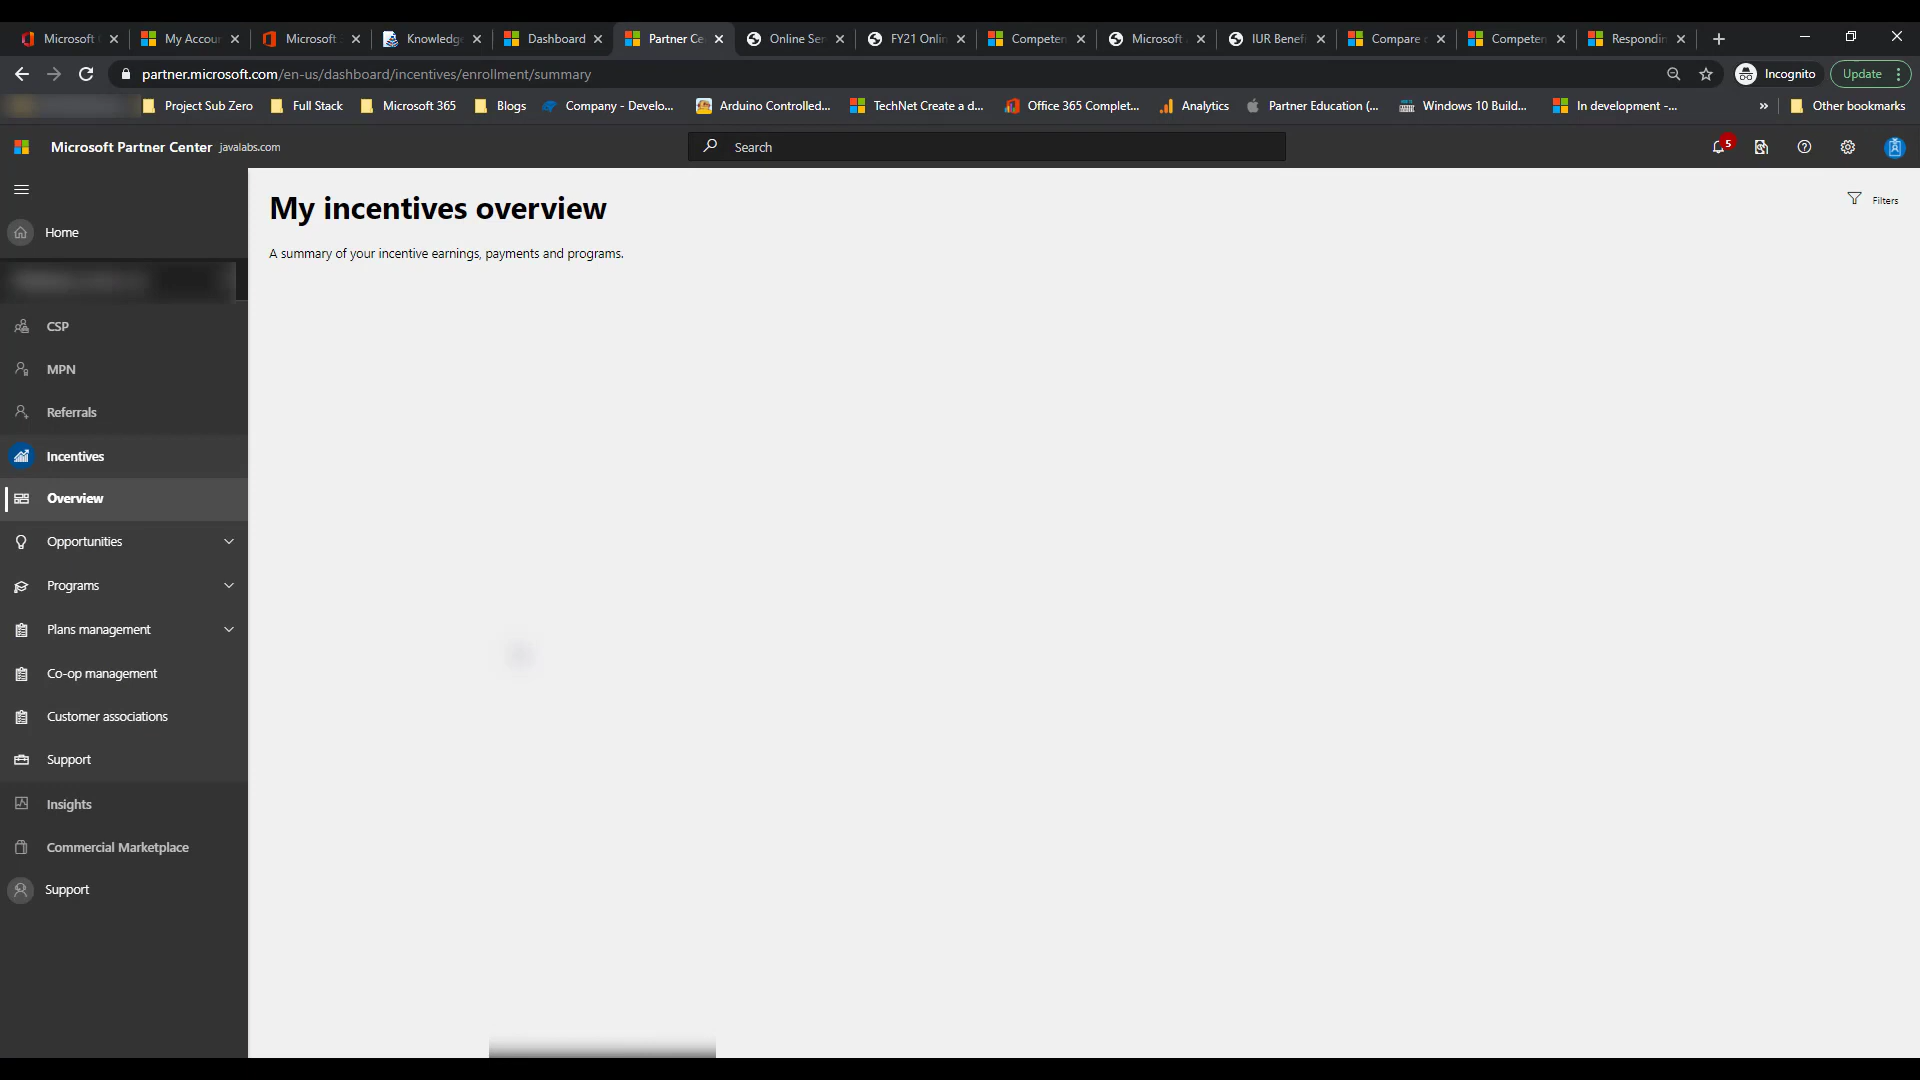 Microsoft
My Accou
Microsoft
Knowledge
Dashboard
Partner Ce
Online Ser
FY21 Onlin
Competen
Microsoft
IUR Benef
Compare
Competen
Respondin
partner.microsoft.com/en-us/dashboard/incentives/enrollment/summary
Incognito
Update
Project Sub Zero
Full Stack
Microsoft 365
Blogs
Company - Develo...
Arduino Controlled...
TechNet Create a d...
Office 365 Complet...
Analytics
Partner Education (...
Windows 10 Build...
In development -...
»
Other bookmarks
Microsoft Partner Center javalabs.com
Search
5
My incentives overview
Filters
A summary of your incentive earnings, payments and programs.
Home
CSP
MPN
Referrals
Incentives
Overview
Opportunities
Programs
Plans management
Co-op management
Customer associations
Support
Insights
Commercial Marketplace
Support